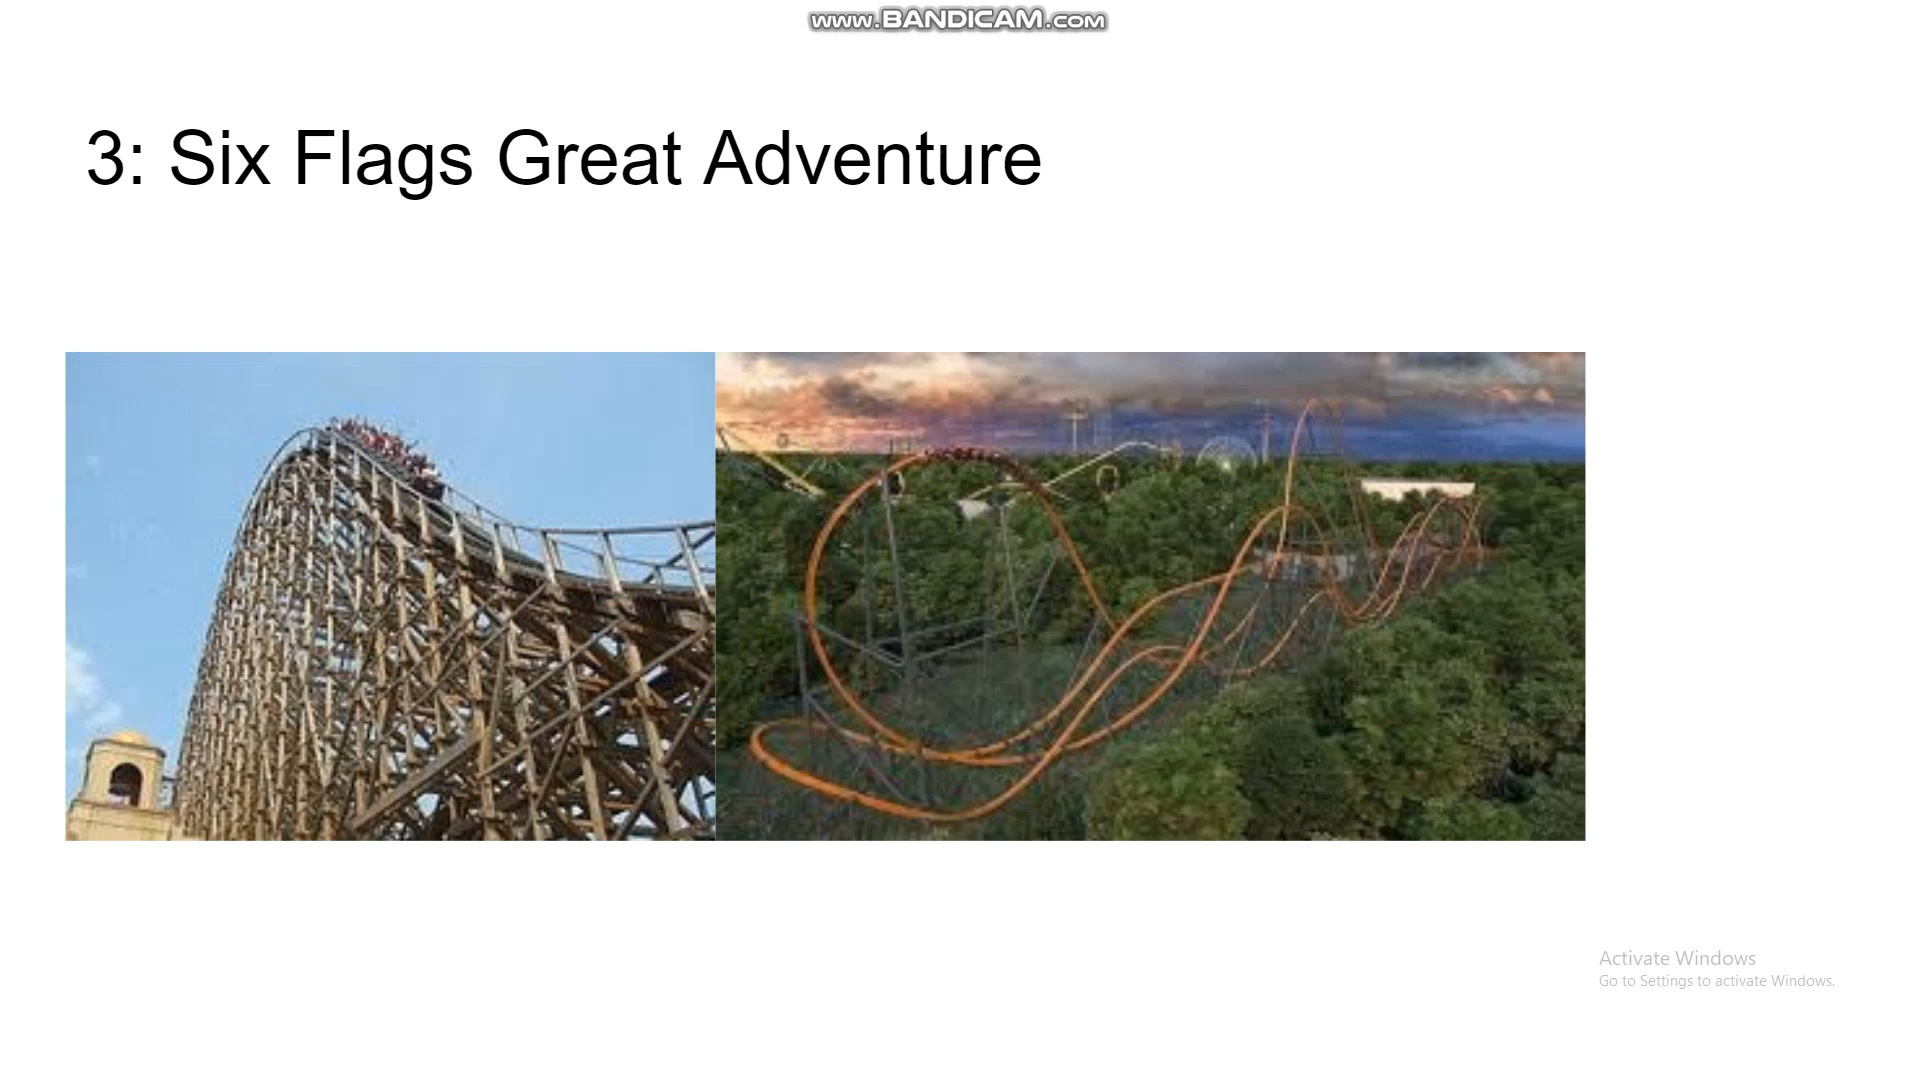 www.BANDICAM.com
3: Six Flags Great Adventure
Activate Windows
Go to Settings to activate Windows.